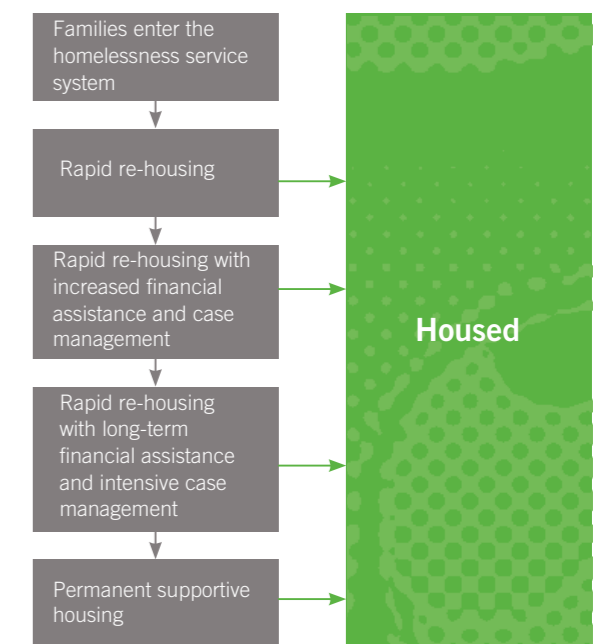 Families enter the
homelessness service
system
Rapid re-housing
Rapid re-housing with
increased financial
assistance and case
management
Housed
Rapid re-housing
with long-term
financial assistance
and intensive case
management
Permanent supportive
housing